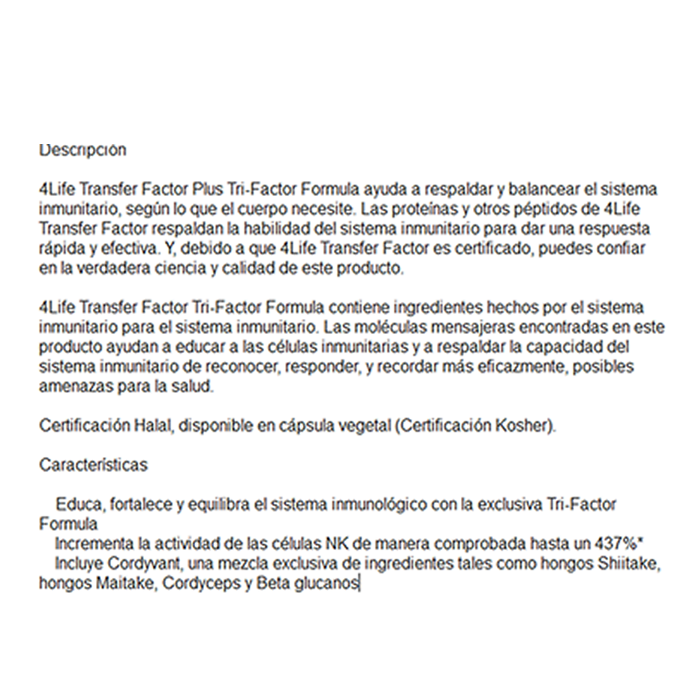 Descripción
4Life Transfer Factor Plus Tri-Factor Formula ayuda a respaldar y balancear el sistema
inmunitario, según lo que el cuerpo necesite. Las proteínas y otros péptidos de 4Life
Transfer Factor respaldan la habilidad del sistema inmunitario para dar una respuesta
rápida y efectiva. Y, debido a que 4Life Transfer Factor es certificado, puedes confiar
en la verdadera ciencia y calidad de este producto.
4Life Transfer Factor Tri-Factor Formula contiene ingredientes hechos por el sistema
inmunitario para el sistema inmunitario. Las moléculas mensajeras encontradas en este
producto ayudan a educar a las células inmunitarias y a respaldar la capacidad del
sistema inmunitario de reconocer, responder, y recordar más eficazmente, posibles
amenazas para la salud.
Certificación Halal, disponible en cápsula vegetal (Certificación Kosher).
Características
Educa, fortalece y equilibra el sistema inmunológico con la exclusiva Tri-Factor
Formula
Incrementa la actividad de las células NK de manera comprobada hasta un 437%*
Incluye Cordyvant, una mezcla exclusiva de ingredientes tales como hongos Shiitake,
hongos Maitake, Cordyceps y Beta glucanos